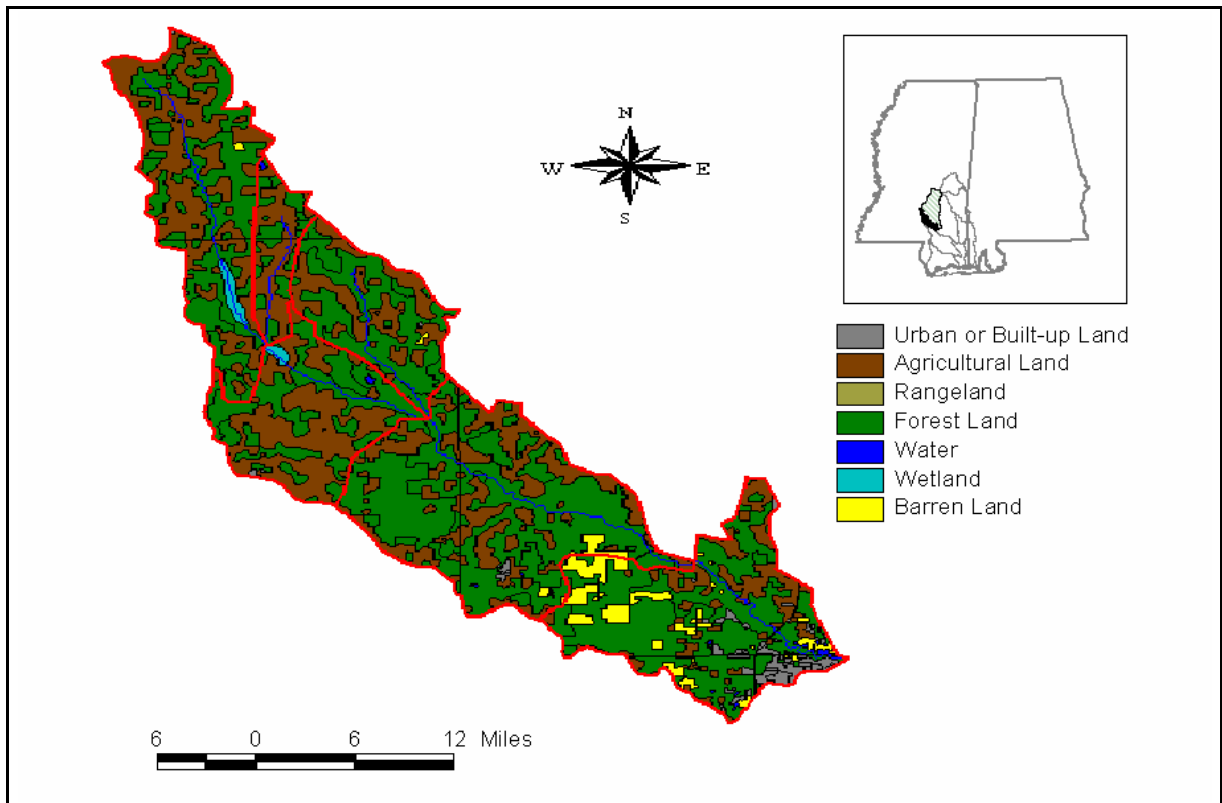 N
W E
S
Urban or Built-up Land
Agricultural Land
Rangeland
Forest Land
Water
Wetland
Barren Land
6 0 6 12 Miles